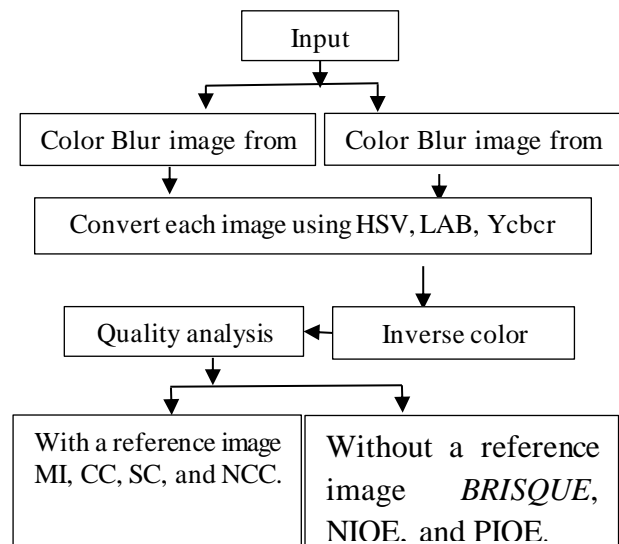 Input
Color Blur image from
Color Blur image from
Convert each image using HSV, LAB, Ycbcr
Quality analysis
Inverse color
With a reference image
MI, CC, SC, and NCC.
Without a reference
image BRISQUE,
NIQE, and PIQE.